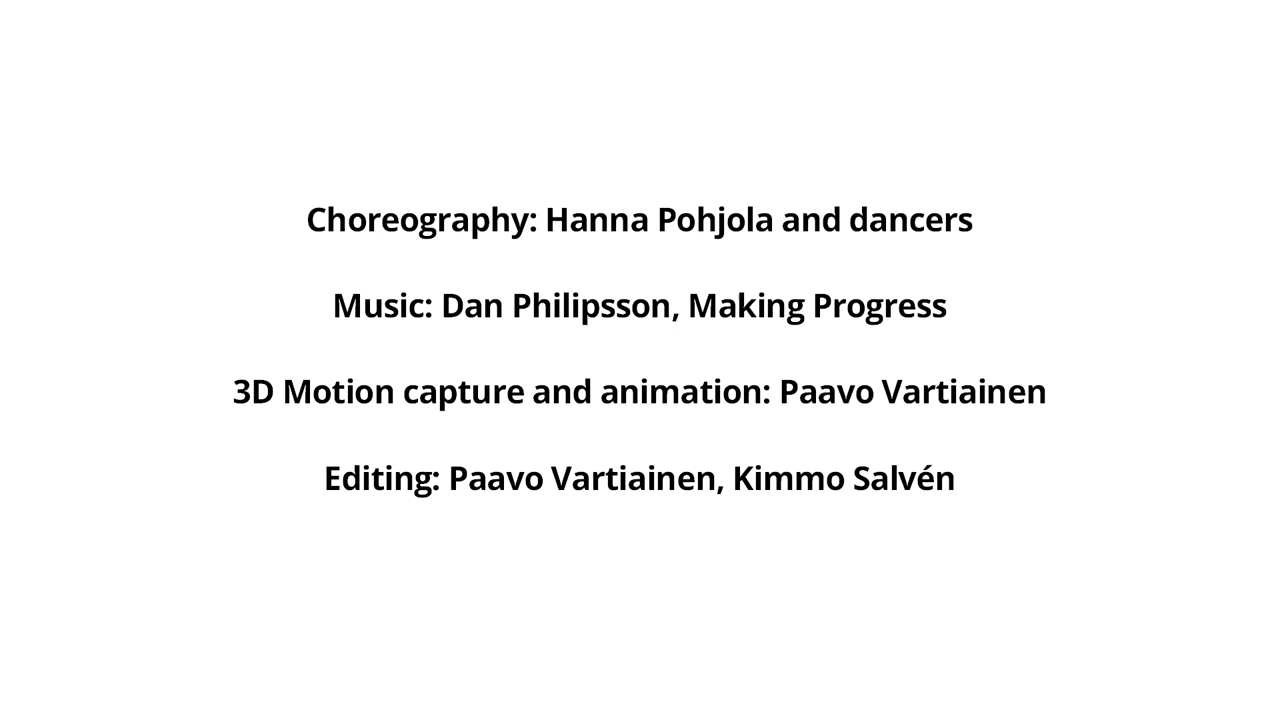 Choreography: Hanna Pohjola and dancers
Music: Dan Philipsson, Making Progress
3D Motion capture and animation: Paavo Vartiainen
Editing: Paavo Vartiainen, Kimmo Salvén